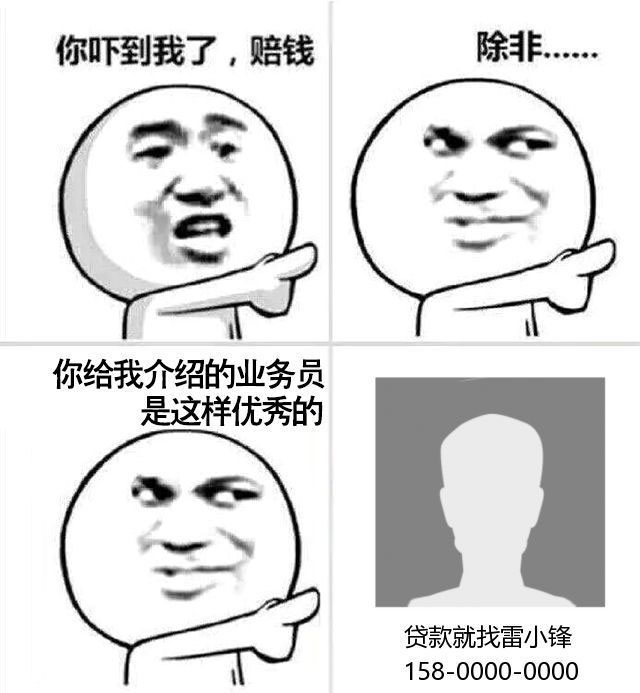 你吓到我了，赔钱
除非......
你给我介绍的业务员
是这样优秀的
贷款就找雷小锋
158-0000-0000